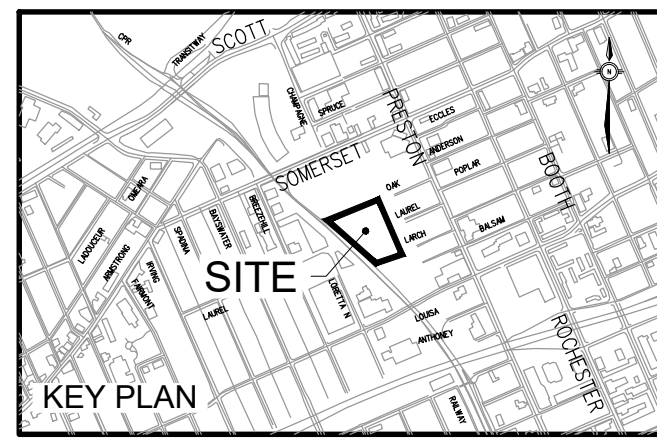 CPR
TRANSITWAY
SCOTT
CHAMPAGNE
SPRUCE
PRESTON
ECCLES
ANDERSON
POPLAR
BOOTH
N
SOMERSET
OAK
LAUREL
LARCH
BALSAM
OMEARA
LADOUCEUR
ARMSTRONG
IRVING
FAIRMONT
SPADINA
BAYSWATER
BREEZEHILL
SITE
LORETTA N
LAUREL
LOUISA
ANTHONEY
ROCHESTER
RAILWAY
KEY PLAN